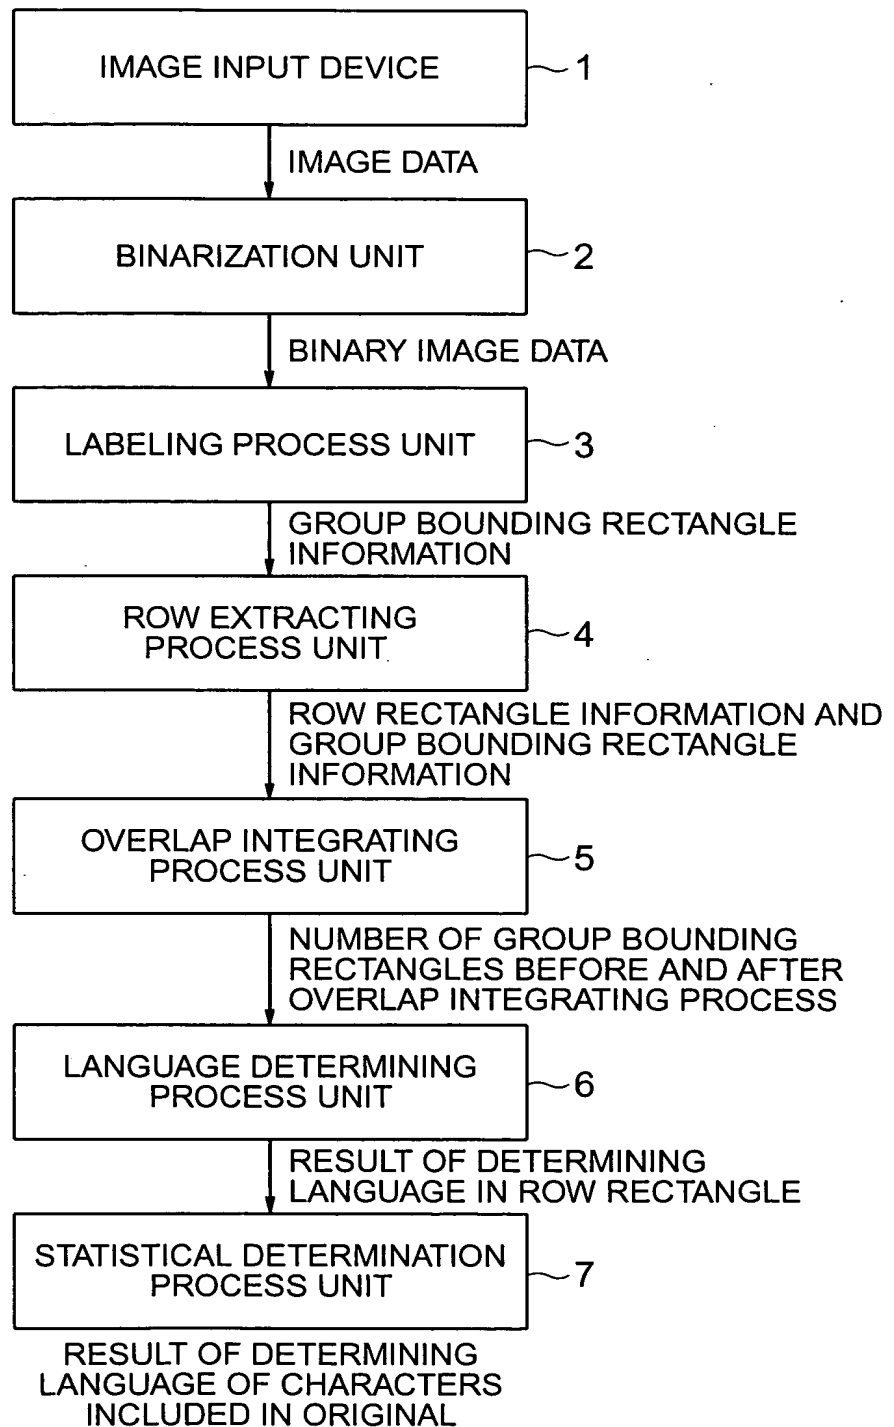 IMAGE INPUT DEVICE
1
IMAGE DATA
BINARIZATION UNIT
2
BINARY IMAGE DATA
LABELING PROCESS UNIT
3
GROUP BOUNDING RECTANGLE
INFORMATION
ROW EXTRACTING
PROCESS UNIT
4
ROW RECTANGLE INFORMATION AND
GROUP BOUNDING RECTANGLE
INFORMATION
OVERLAP INTEGRATING
PROCESS UNIT
5
NUMBER OF GROUP BOUNDING
RECTANGLES BEFORE AND AFTER
OVERLAP INTEGRATING PROCESS
LANGUAGE DETERMINING
PROCESS UNIT
6
RESULT OF DETERMINING
LANGUAGE IN ROW RECTANGLE
STATISTICAL DETERMINATION
PROCESS UNIT
7
RESULT OF DETERMINING
LANGUAGE OF CHARACTERS
INCLUDED IN ORIGINAL